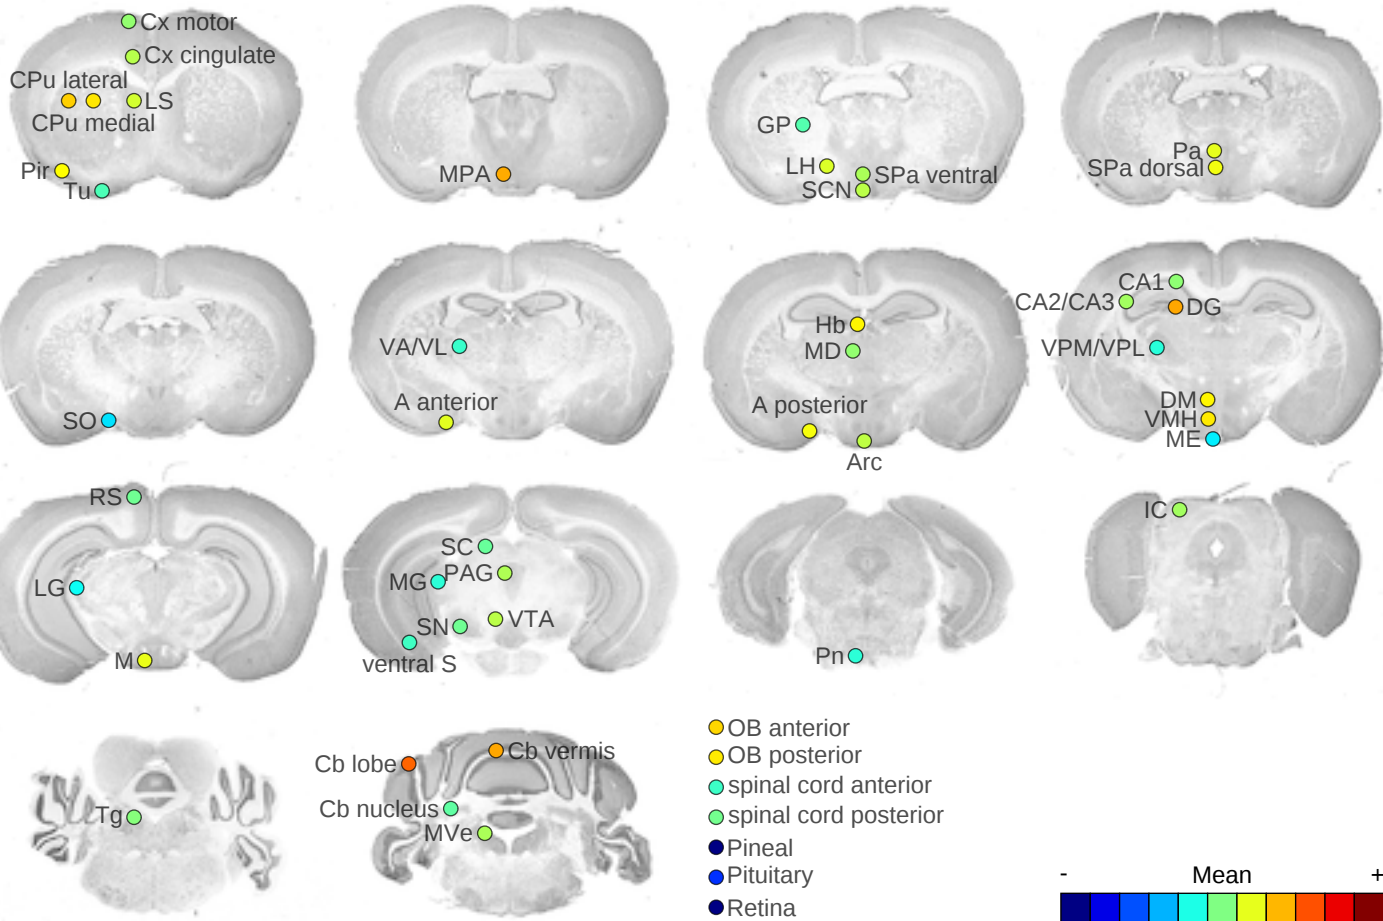 Cx motor
Cx cingulate
CPu lateral
LS
CPu medial
Pir
Tu
MPA
GP
LH
SPa ventral
SCN
Pa
SPa dorsal
SO
VA/VL
A anterior
Hb
MD
A posterior
Arc
CA1
CA2/CA3
DG
VPM/VPL
DM
VMH
ME
RS
LG
M
SC
MG
PAG
SN
VTA
ventral S
Pn
IC
Tg
Cb lobe
Cb vermis
Cb nucleus
MVe
OB anterior
OB posterior
spinal cord anterior
spinal cord posterior
Pineal
Pituitary
Retina
- Mean +